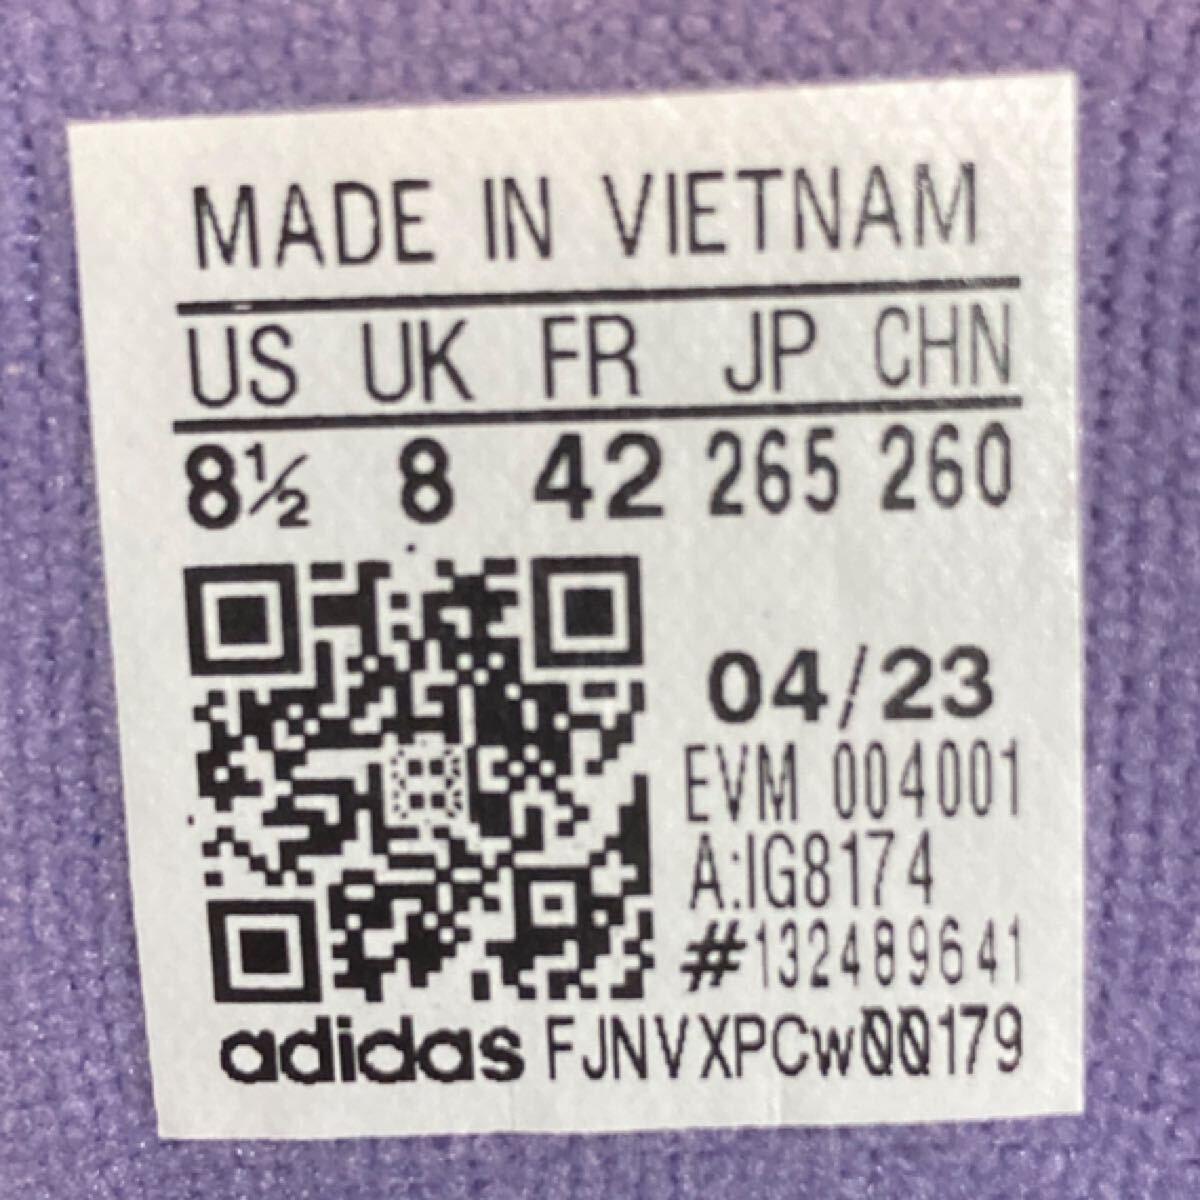 MADE IN VIETNAM
US UK FR JP CHN
8½ 8 42 265 260
04/23
EVM 004001
A:IG8174
#132489641
adidas FJNVXPCw00179